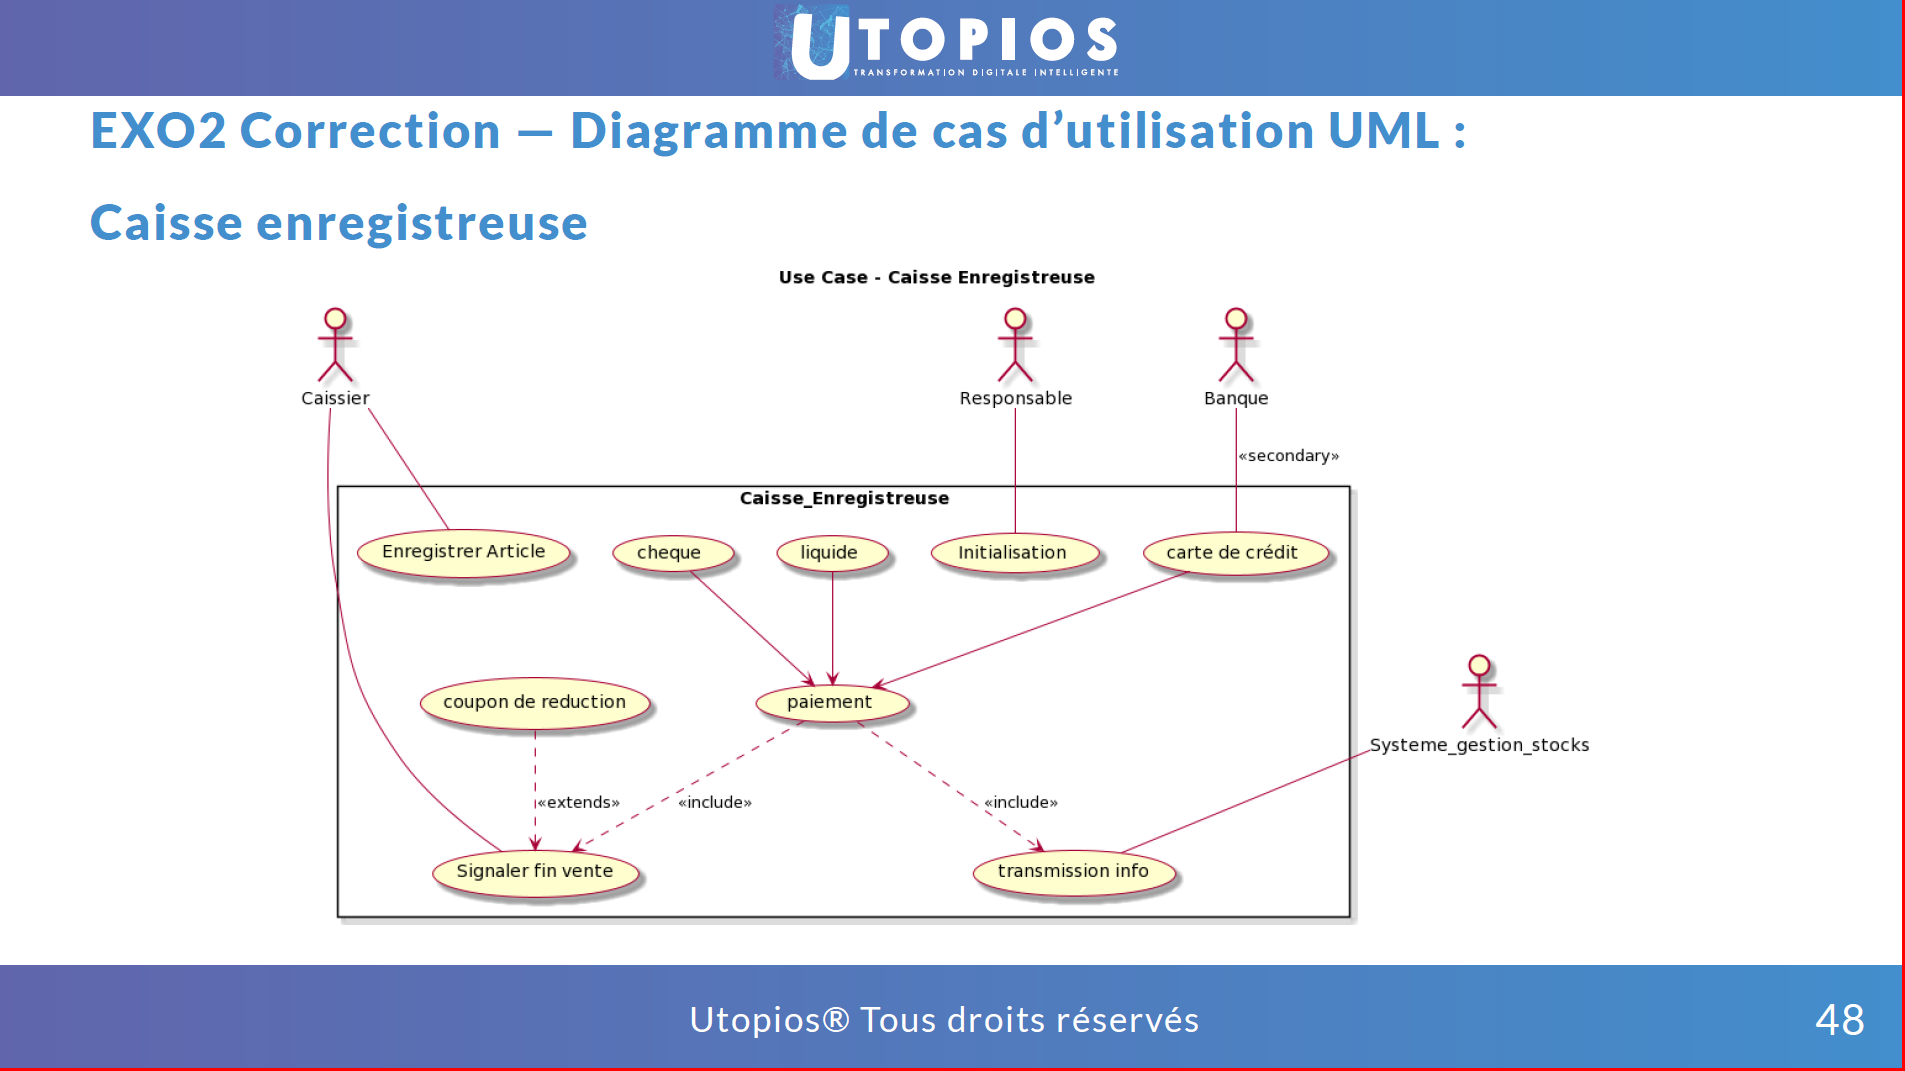 UTOPIOS
TRANSFORMATION DIGITALE INTELLIGENTE
EXO2 Correction — Diagramme de cas d’utilisation UML :
Caisse enregistreuse
Use Case - Caisse Enregistreuse
Caissier
Responsable
Banque
«secondary»
Caisse_Enregistreuse
Enregistrer Article
cheque
liquide
Initialisation
carte de crédit
coupon de reduction
paiement
Systeme_gestion_stocks
«extends»
«include»
«include»
Signaler fin vente
transmission info
Utopios® Tous droits réservés
48